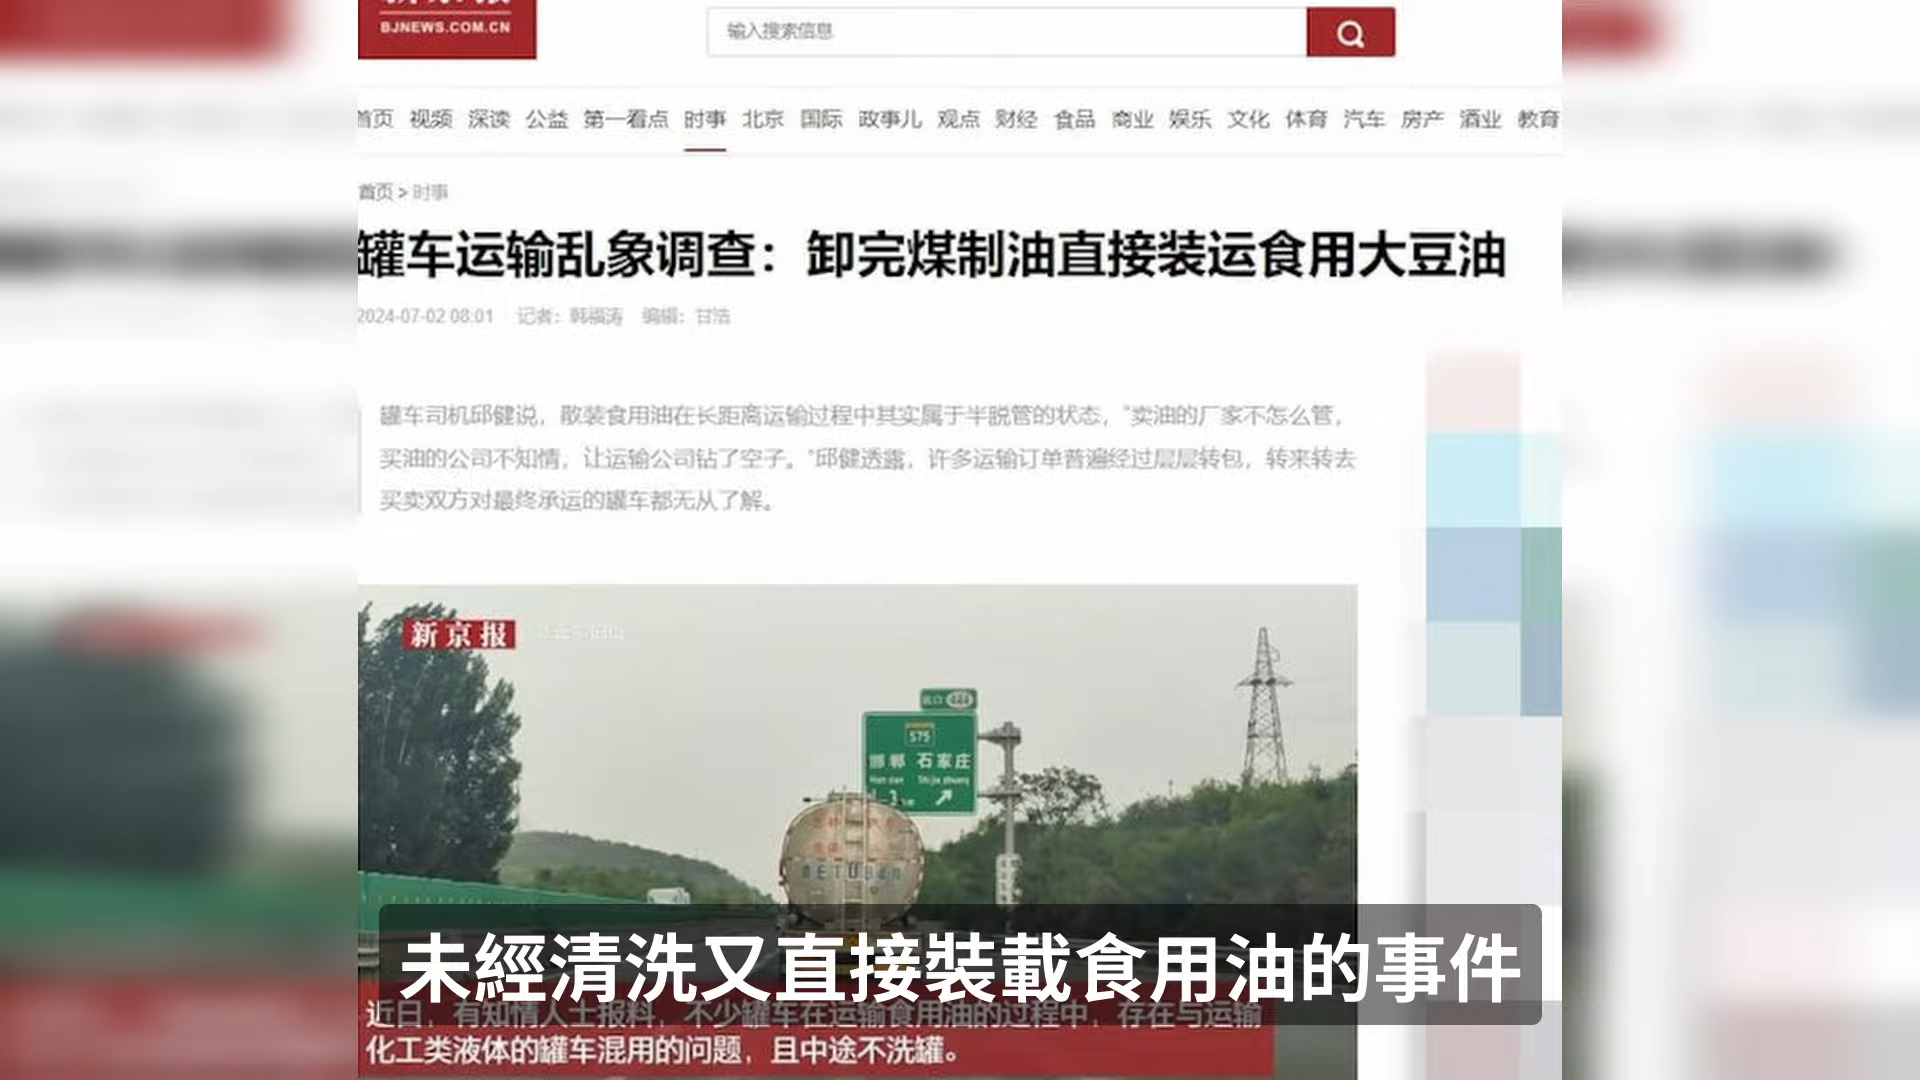 BJNEWS.COM.CN
输入搜索信息
首页 视频 深读 公益 第一看点 时事 北京 国际 政事儿 观点 财经 食品 商业 娱乐 文化 体育 汽车 房产 酒业 教育
首页 > 时事
罐车运输乱象调查：卸完煤制油直接装运食用大豆油
2024-07-02 08:01 记者：韩福涛 编辑：甘浩
罐车司机邱健说，散装食用油在长距离运输过程中其实属于半脱管的状态，“卖油的厂家不怎么管，
买油的公司不知情，让运输公司钻了空子。”邱健透露，许多运输订单普遍经过层层转包，转来转去
买卖双方对最终承运的罐车都无从了解。
新京报
出口 484
S75
邯郸 石家庄
Shijiazhuang
未經清洗又直接裝載食用油的事件
近日，有知情人士报料，不少罐车在运输食用油的过程中，存在与运输
化工类液体的罐车混用的问题，且中途不洗罐。